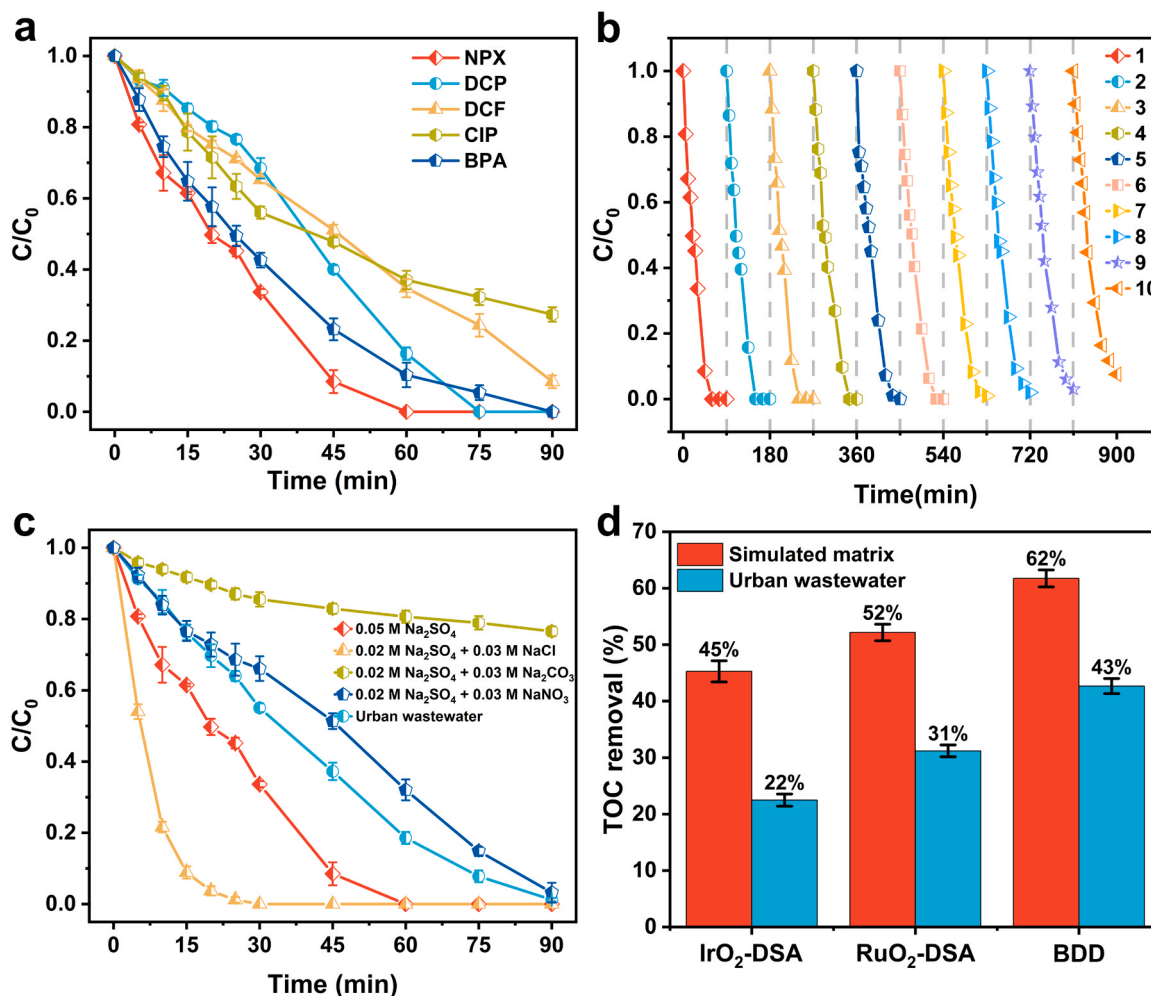 a
1.0
0.8
0.6
0.4
0.2
0.0
C/C₀
0 15 30 45 60 75 90
Time (min)
NPX
DCP
DCF
CIP
BPA
b
1.0
0.8
0.6
0.4
0.2
0.0
C/C₀
0 180 360 540 720 900
Time(min)
1
2
3
4
5
6
7
8
9
10
c
1.0
0.8
0.6
0.4
0.2
0.0
C/C₀
0 15 30 45 60 75 90
Time (min)
0.05 M Na₂SO₄
0.02 M Na₂SO₄ + 0.03 M NaCl
0.02 M Na₂SO₄ + 0.03 M Na₂CO₃
0.02 M Na₂SO₄ + 0.03 M NaNO₃
Urban wastewater
d
70
60
50
40
30
20
10
0
TOC removal (%)
Simulated matrix
Urban wastewater
45%
22%
52%
31%
62%
43%
IrO₂-DSA RuO₂-DSA BDD